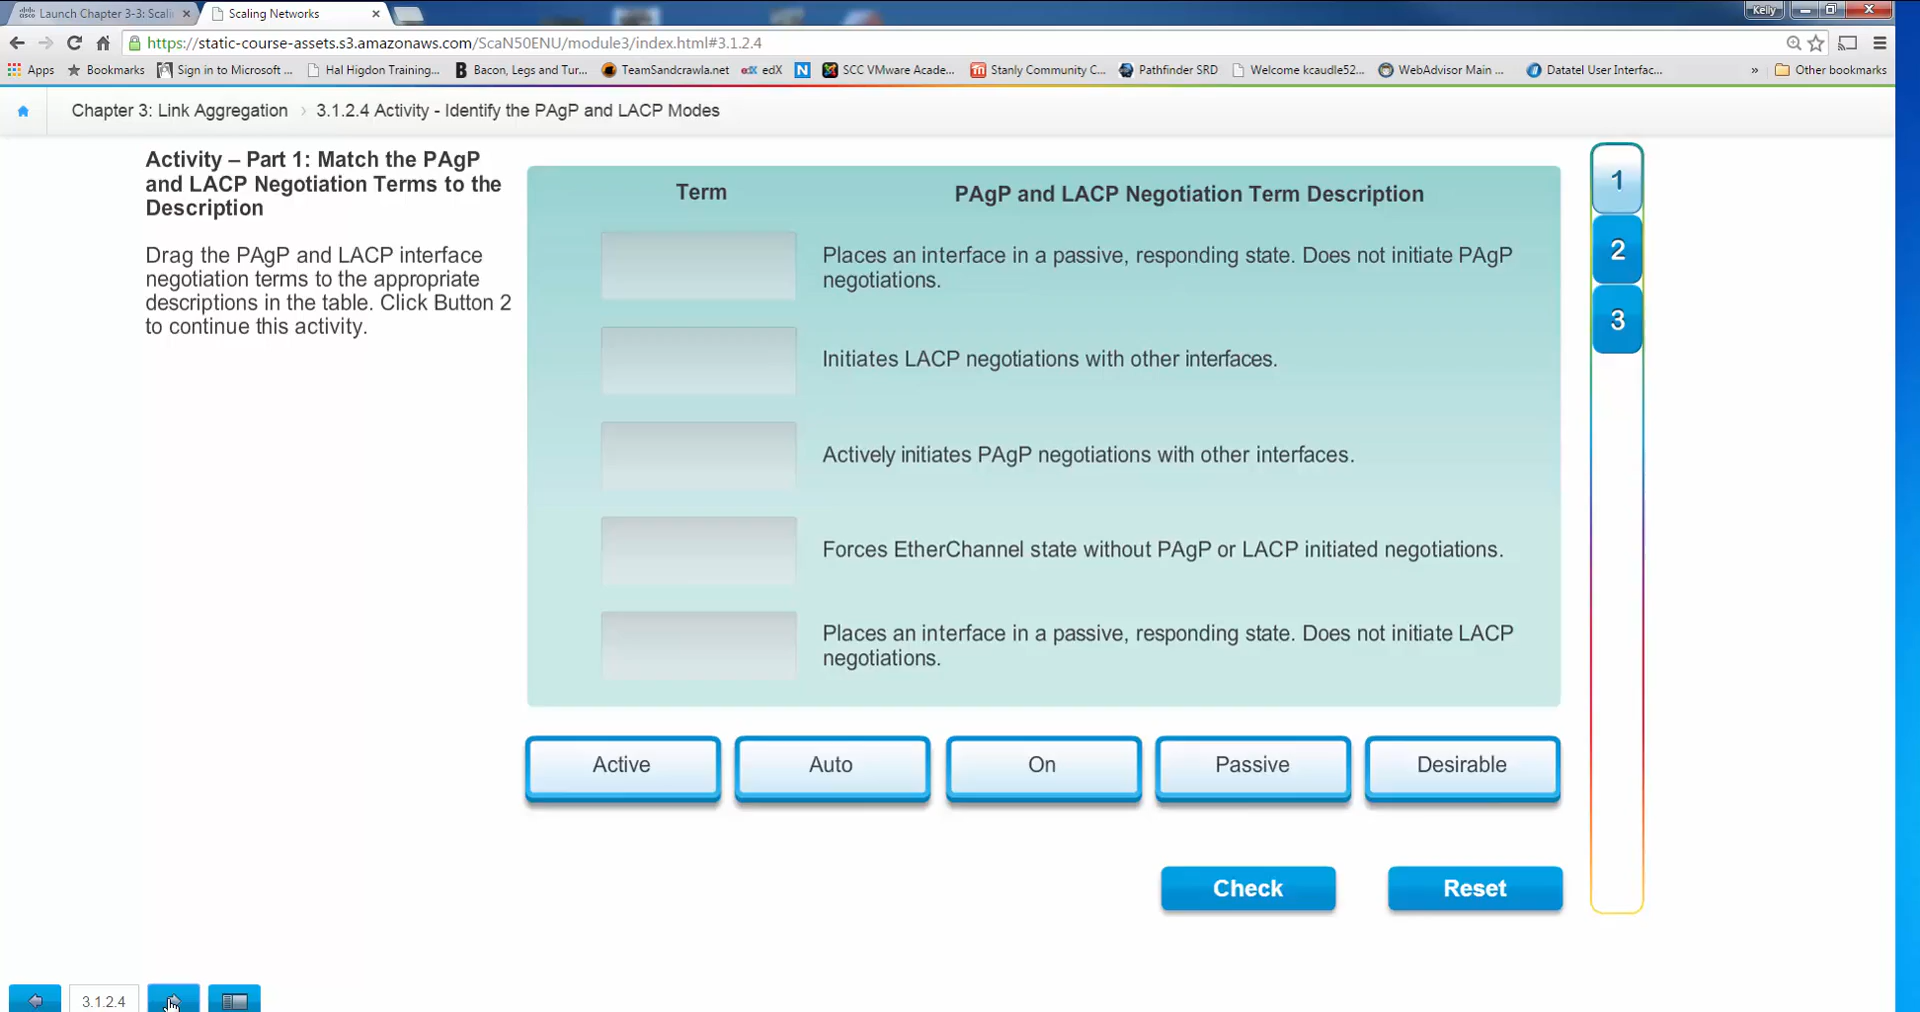 Launch Chapter 3-3: Scali
Scaling Networks
Kelly
https://static-course-assets.s3.amazonaws.com/ScaN50ENU/module3/index.html#3.1.2.4
Apps
Bookmarks
Sign in to Microsoft ...
Hal Higdon Training...
Bacon, Legs and Tur...
TeamSandcrawla.net
edX
SCC VMware Acade...
Stanly Community C...
Pathfinder SRD
Welcome kcaudle52...
WebAdvisor Main ...
Datatel User Interfac...
»
Other bookmarks
Chapter 3: Link Aggregation › 3.1.2.4 Activity - Identify the PAgP and LACP Modes
Activity – Part 1: Match the PAgP
and LACP Negotiation Terms to the
Description
Drag the PAgP and LACP interface
negotiation terms to the appropriate
descriptions in the table. Click Button 2
to continue this activity.
Term
PAgP and LACP Negotiation Term Description
Places an interface in a passive, responding state. Does not initiate PAgP
negotiations.
Initiates LACP negotiations with other interfaces.
Actively initiates PAgP negotiations with other interfaces.
Forces EtherChannel state without PAgP or LACP initiated negotiations.
Places an interface in a passive, responding state. Does not initiate LACP
negotiations.
1
2
3
Active
Auto
On
Passive
Desirable
Check
Reset
3.1.2.4